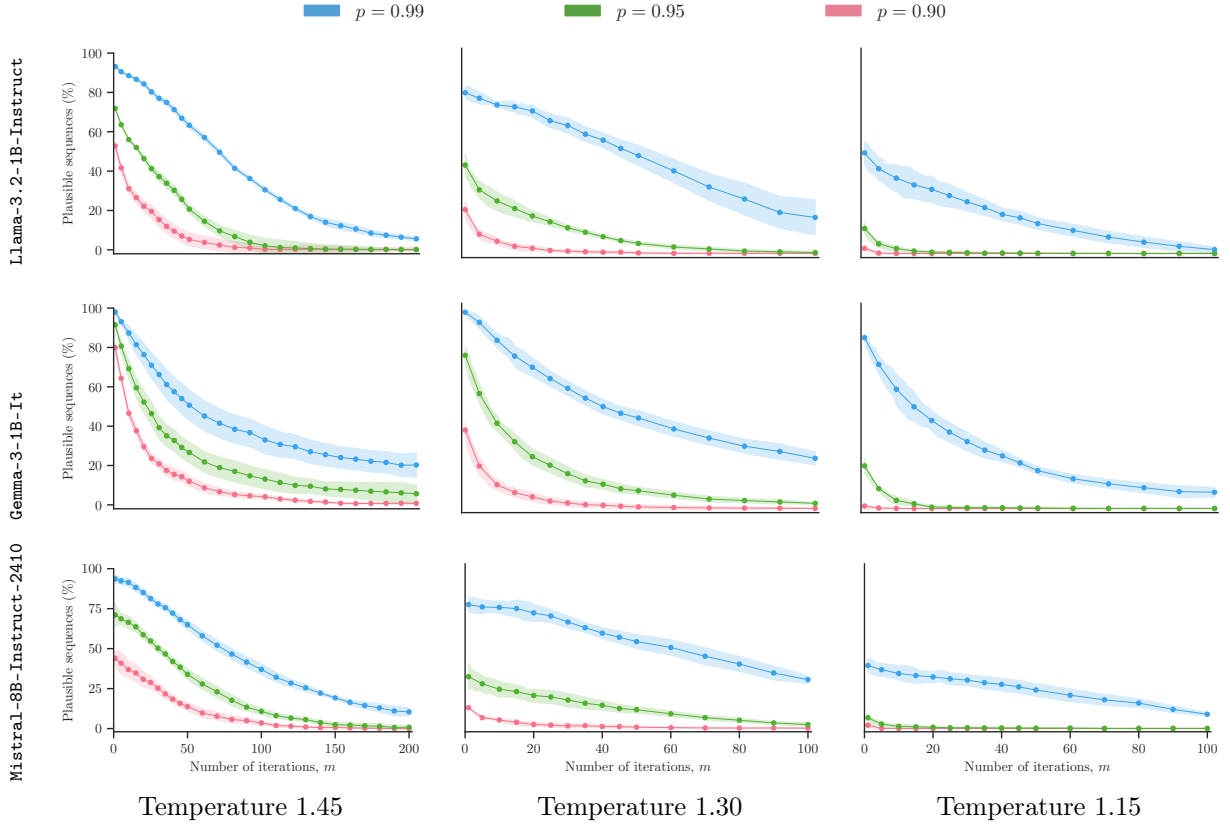 p = 0.99 p = 0.95 p = 0.90
Llama-3.2-1B-Instruct
Plausible sequences (%)
100
80
60
40
20
0
Gemma-3-1B-It
Plausible sequences (%)
100
80
60
40
20
0
Mistral-8B-Instruct-2410
Plausible sequences (%)
100
75
50
25
0
0 50 100 150 200
Number of iterations, m
0 20 40 60 80 100
Number of iterations, m
0 20 40 60 80 100
Number of iterations, m
Temperature 1.45 Temperature 1.30 Temperature 1.15